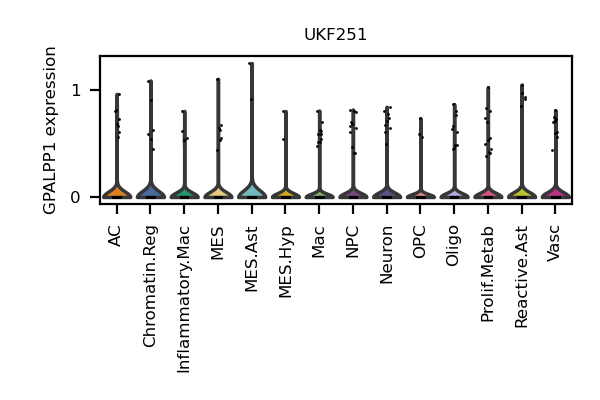 UKF251
GPALPP1 expression
1
0
AC
Chromatin.Reg
Inflammatory.Mac
MES
MES.Ast
MES.Hyp
Mac
NPC
Neuron
OPC
Oligo
Prolif.Metab
Reactive.Ast
Vasc